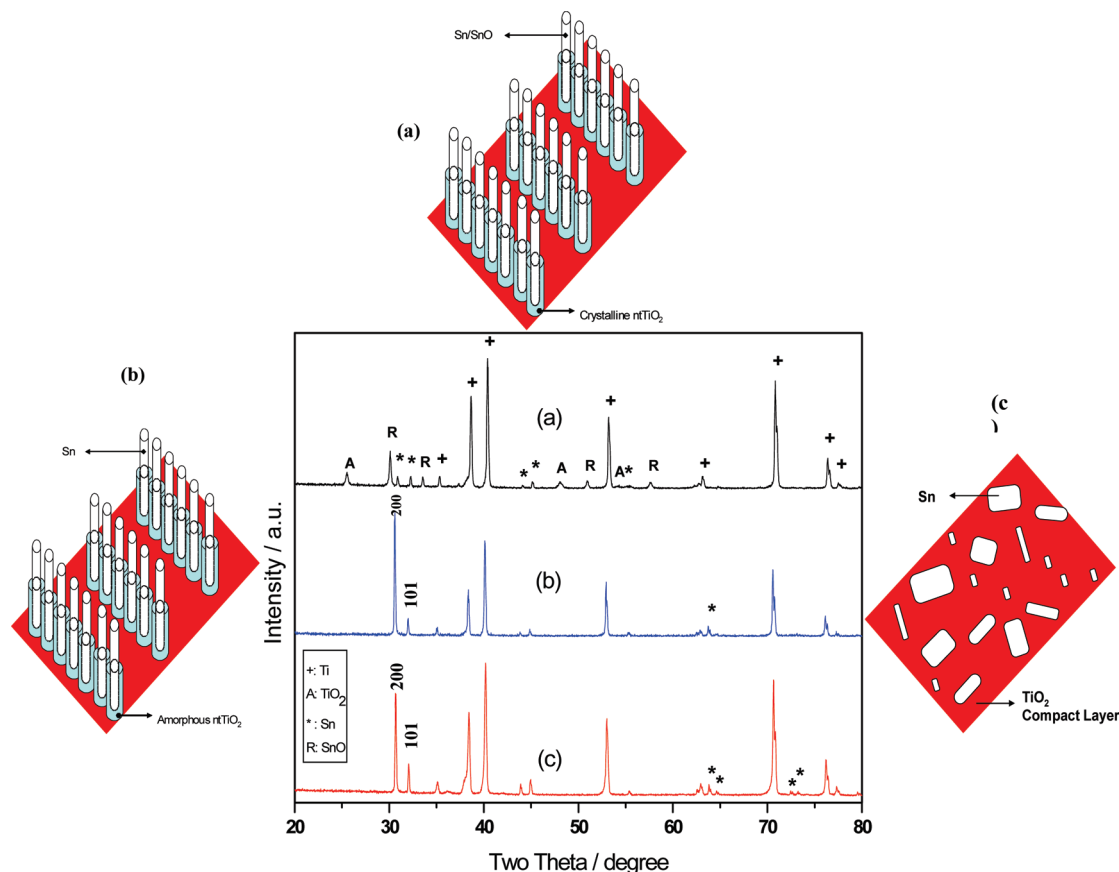 Sn/SnO
(a)
Crystalline ntTiO2
(b)
Sn
Amorphous ntTiO2
(c
)
Sn
TiO2
Compact Layer
Intensity / a.u.
+
+
+
+
(a)
+
R
* * R +
* *
A
A
R
A*
R
+
+
+
200
101
(b)
*
+: Ti
A: TiO2
* : Sn
R: SnO
200
101
(c)
* *
* *
20 30 40 50 60 70 80
Two Theta / degree